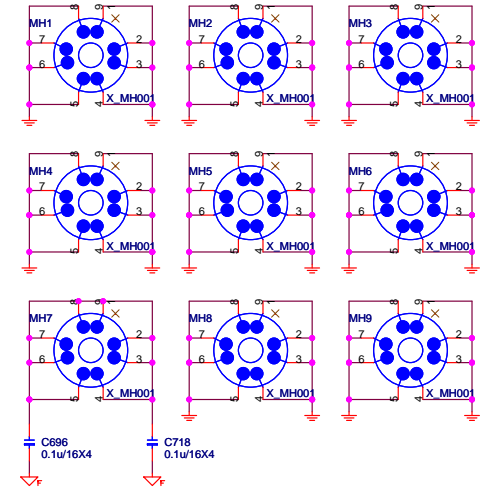 MH1 8 9 1
7 2
6 3
5 4 X_MH001
MH2 8 9 1
7 2
6 3
5 4 X_MH001
MH3 8 9 1
7 2
6 3
5 4 X_MH001
MH4 8 9 1
7 2
6 3
5 4 X_MH001
MH5 8 9 1
7 2
6 3
5 4 X_MH001
MH6 8 9 1
7 2
6 3
5 4 X_MH001
MH7 8 9 1
7 2
6 3
5 4 X_MH001
MH8 8 9 1
7 2
6 3
5 4 X_MH001
MH9 8 9 1
7 2
6 3
5 4 X_MH001
C696
0.1u/16X4
C718
0.1u/16X4
F
F